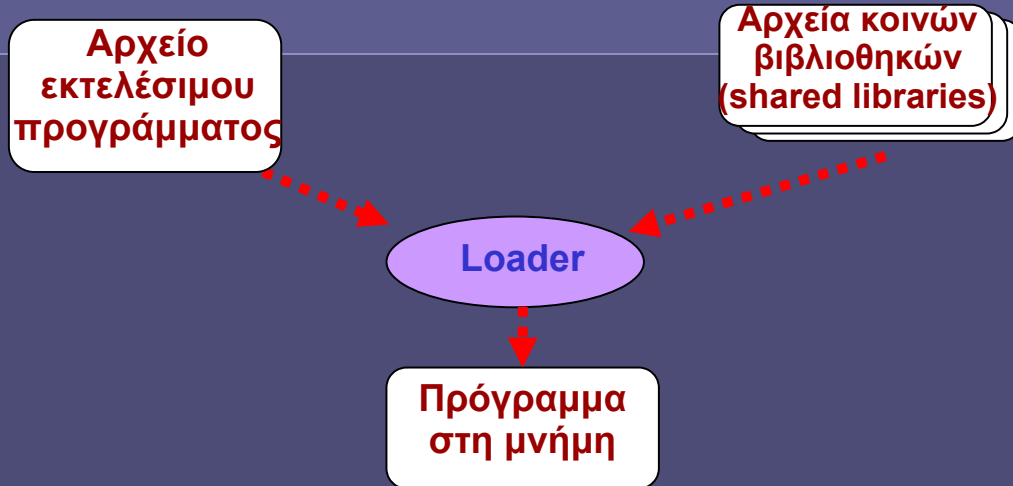 Αρχείο
εκτελέσιμου
προγράμματος
Αρχεία κοινών
βιβλιοθηκών
(shared libraries)
Loader
Πρόγραμμα
στη μνήμη